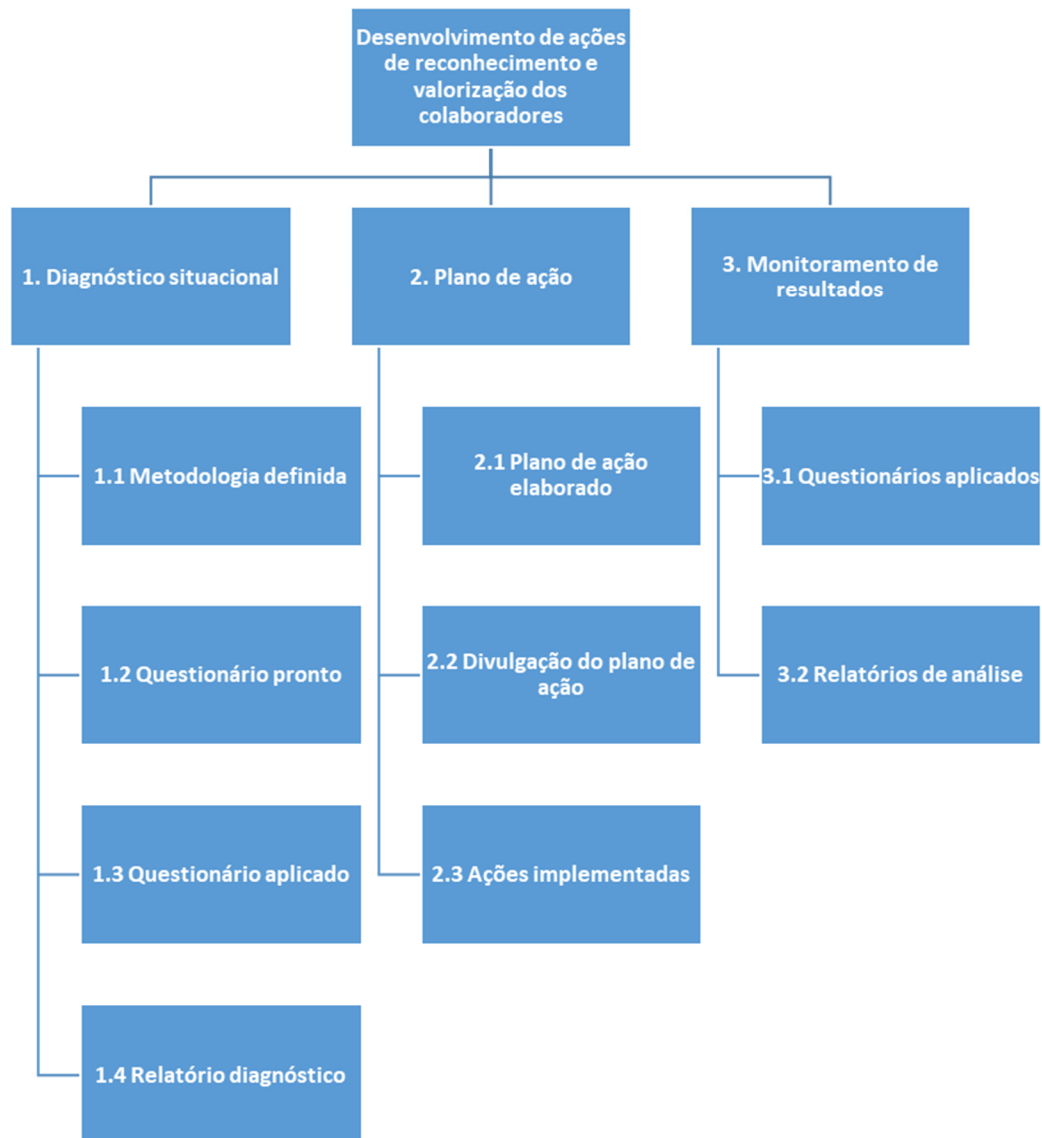 Desenvolvimento de ações
de reconhecimento e
valorização dos
colaboradores
1. Diagnóstico situacional
2. Plano de ação
3. Monitoramento de
resultados
1.1 Metodologia definida
2.1 Plano de ação
elaborado
3.1 Questionários aplicados
1.2 Questionário pronto
2.2 Divulgação do plano de
ação
3.2 Relatórios de análise
1.3 Questionário aplicado
2.3 Ações implementadas
1.4 Relatório diagnóstico